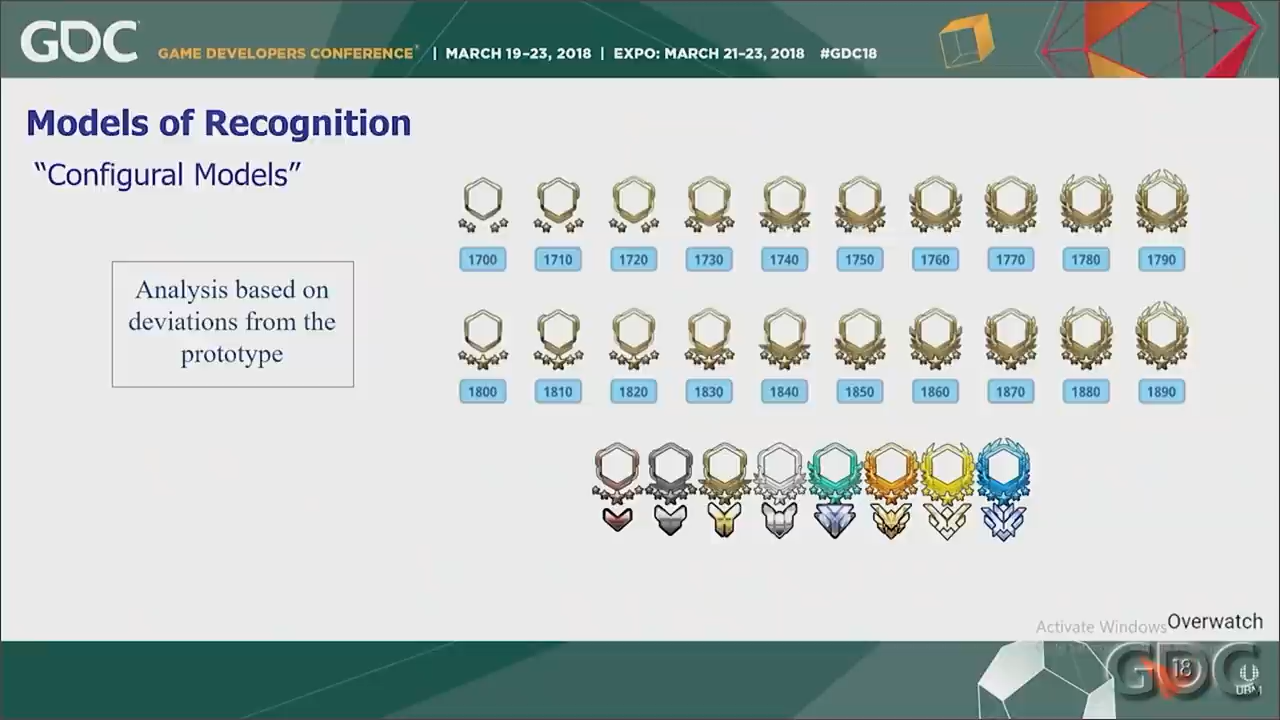 GDC
GAME DEVELOPERS CONFERENCE® | MARCH 19–23, 2018 | EXPO: MARCH 21–23, 2018 #GDC18
Models of Recognition
“Configural Models”
Analysis based on
deviations from the
prototype
1700 1710 1720 1730 1740 1750 1760 1770 1780 1790
1800 1810 1820 1830 1840 1850 1860 1870 1880 1890
Activate Windows
Overwatch
GDC
18
UBM